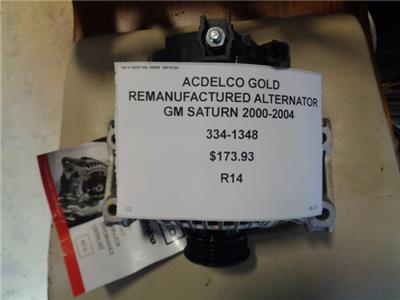 ACDELCO GOLD
REMANUFACTURED ALTERNATOR
GM SATURN 2000-2004
334-1348
$173.93
R14